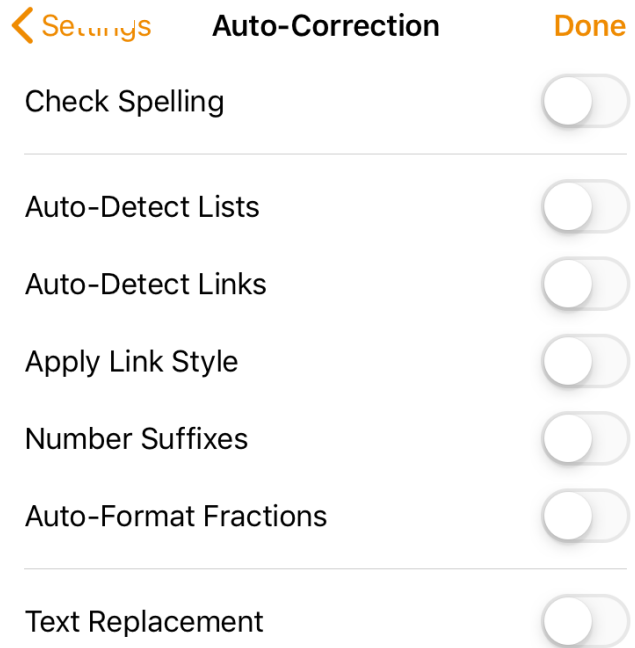 Settings Auto-Correction Done
Check Spelling
Auto-Detect Lists
Auto-Detect Links
Apply Link Style
Number Suffixes
Auto-Format Fractions
Text Replacement